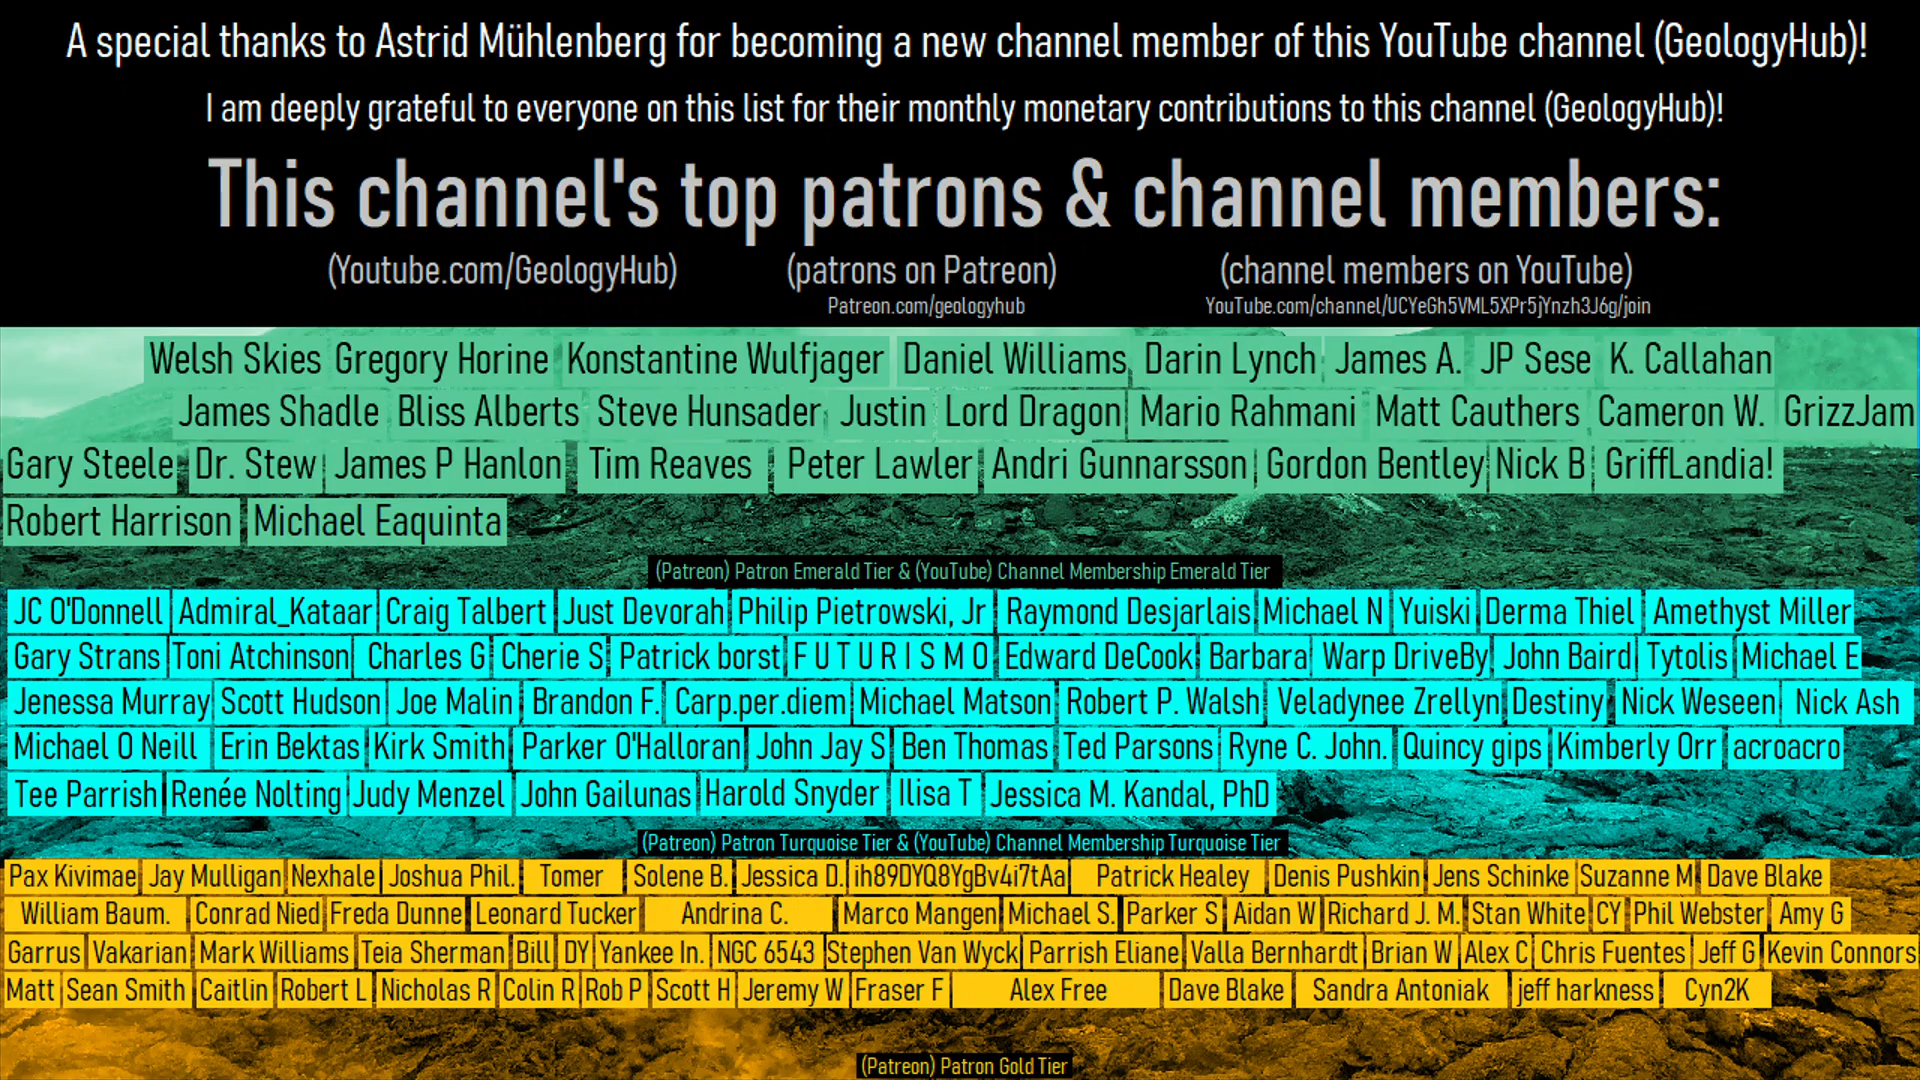 A special thanks to Astrid Mühlenberg for becoming a new channel member of this YouTube channel (GeologyHub)!
I am deeply grateful to everyone on this list for their monthly monetary contributions to this channel (GeologyHub)!
This channel's top patrons & channel members:
(Youtube.com/GeologyHub) (patrons on Patreon) (channel members on YouTube)
Patreon.com/geologyhub YouTube.com/channel/UCYeGh5VML5XPr5jYnzh3J6g/join
Welsh Skies Gregory Horine Konstantine Wulfjager Daniel Williams Darin Lynch James A. JP Sese K. Callahan
James Shadle Bliss Alberts Steve Hunsader Justin Lord Dragon Mario Rahmani Matt Cauthers Cameron W. GrizzJam
Gary Steele Dr. Stew James P Hanlon Tim Reaves Peter Lawler Andri Gunnarsson Gordon Bentley Nick B GriffLandia!
Robert Harrison Michael Eaquinta
(Patreon) Patron Emerald Tier & (YouTube) Channel Membership Emerald Tier
JC O'Donnell Admiral_Kataar Craig Talbert Just Devorah Philip Pietrowski, Jr Raymond Desjarlais Michael N Yuiski Derma Thiel Amethyst Miller
Gary Strans Toni Atchinson Charles G Cherie S Patrick borst F U T U R I S M O Edward DeCook Barbara Warp DriveBy John Baird Tytolis Michael E
Jenessa Murray Scott Hudson Joe Malin Brandon F. Carp.per.diem Michael Matson Robert P. Walsh Veladynee Zrellyn Destiny Nick Weseen Nick Ash
Michael O Neill Erin Bektas Kirk Smith Parker O'Halloran John Jay S Ben Thomas Ted Parsons Ryne C. John. Quincy gips Kimberly Orr acroacro
Tee Parrish Renée Nolting Judy Menzel John Gailunas Harold Snyder Ilisa T Jessica M. Kandal, PhD
(Patreon) Patron Turquoise Tier & (YouTube) Channel Membership Turquoise Tier
Pax Kivimae Jay Mulligan Nexhale Joshua Phil. Tomer Solene B. Jessica D. ih89DYQ8YgBv4i7tAa Patrick Healey Denis Pushkin Jens Schinke Suzanne M Dave Blake
William Baum. Conrad Nied Freda Dunne Leonard Tucker Andrina C. Marco Mangen Michael S. Parker S Aidan W Richard J. M. Stan White CY Phil Webster Amy G
Garrus Vakarian Mark Williams Teia Sherman Bill DY Yankee In. NGC 6543 Stephen Van Wyck Parrish Eliane Valla Bernhardt Brian W Alex C Chris Fuentes Jeff G Kevin Connors
Matt Sean Smith Caitlin Robert L Nicholas R Colin R Rob P Scott H Jeremy W Fraser F Alex Free Dave Blake Sandra Antoniak jeff harkness Cyn2K
(Patreon) Patron Gold Tier